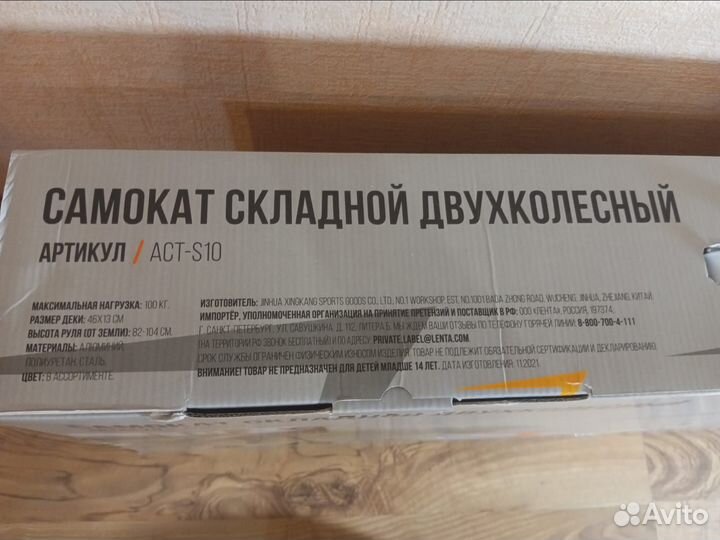 САМОКАТ СКЛАДНОЙ ДВУХКОЛЕСНЫЙ
АРТИКУЛ / ACT-S10
МАКСИМАЛЬНАЯ НАГРУЗКА: 100 КГ.
РАЗМЕР ДЕКИ: 46X13 СМ
ВЫСОТА РУЛЯ (ОТ ЗЕМЛИ): 82-104 СМ.
МАТЕРИАЛЫ: АЛЮМИНИЙ,
ПОЛИУРЕТАН, СТАЛЬ.
ЦВЕТ: В АССОРТИМЕНТЕ.
ИЗГОТОВИТЕЛЬ: JINHUA XINGKANG SPORTS GOODS CO., LTD., NO.1 WORKSHOP, EST, NO.1001 BADA ZHONG ROAD, WUCHENG, JINHUA, ZHEJIANG, КИТАЙ.
ИМПОРТЁР, УПОЛНОМОЧЕННАЯ ОРГАНИЗАЦИЯ НА ПРИНЯТИЕ ПРЕТЕНЗИЙ И ПОСТАВЩИК В РФ: ООО «ЛЕНТА», РОССИЯ, 197374,
Г. САНКТ-ПЕТЕРБУРГ, УЛ. САВУШКИНА, Д. 112, ЛИТЕРА Б. МЫ ЖДЕМ ВАШИ ОТЗЫВЫ ПО ТЕЛЕФОНУ ГОРЯЧЕЙ ЛИНИИ: 8-800-700-4-111
(НА ТЕРРИТОРИИ РФ ЗВОНОК БЕСПЛАТНЫЙ) И ПО АДРЕСУ PRIVATE.LABEL@LENTA.COM
СРОК СЛУЖБЫ ОГРАНИЧЕН ФИЗИЧЕСКИМ ИЗНОСОМ ИЗДЕЛИЯ. ТОВАР НЕ ПОДЛЕЖИТ ОБЯЗАТЕЛЬНОЙ СЕРТИФИКАЦИИ И ДЕКЛАРИРОВАНИЮ.
ВНИМАНИЕ! ТОВАР НЕ ПРЕДНАЗНАЧЕН ДЛЯ ДЕТЕЙ МЛАДШЕ 14 ЛЕТ. ДАТА ИЗГОТОВЛЕНИЯ: 11.2021.
Avito